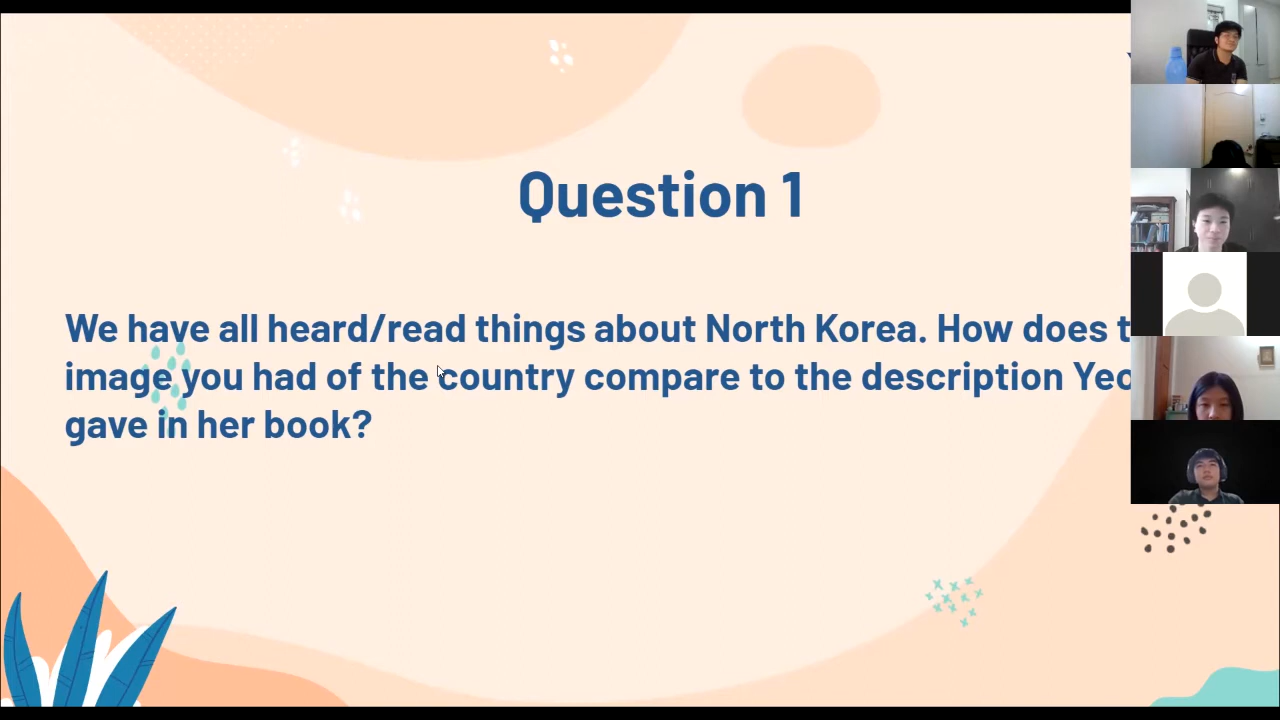 Question 1
We have all heard/read things about North Korea. How does
image you had of the country compare to the description
gave in her book?